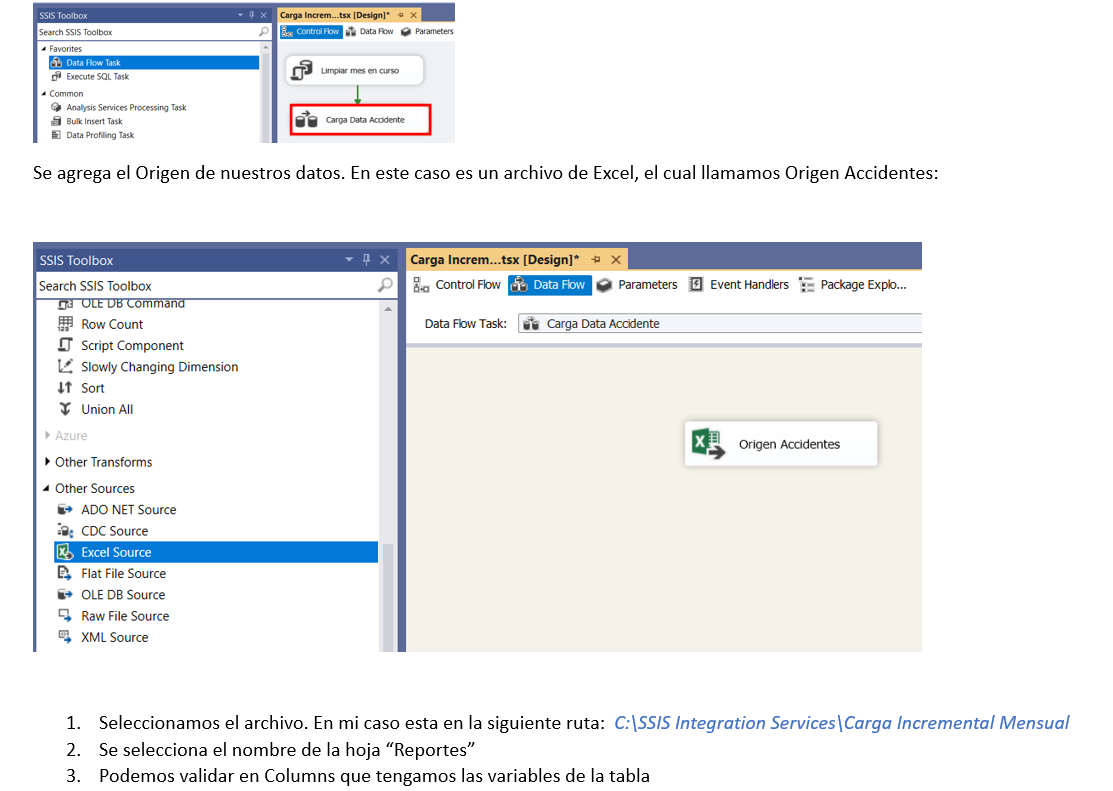 SSIS Toolbox
Search SSIS Toolbox
Favorites
Data Flow Task
Execute SQL Task
Common
Analysis Services Processing Task
Bulk Insert Task
Data Profiling Task
Carga Increm...tsx [Design]*
Control Flow Data Flow Parameters
Limpiar mes en curso
Carga Data Accidente
Se agrega el Origen de nuestros datos. En este caso es un archivo de Excel, el cual llamamos Origen Accidentes:
SSIS Toolbox
Search SSIS Toolbox
OLE DB Command
Row Count
Script Component
Slowly Changing Dimension
Sort
Union All
Azure
Other Transforms
Other Sources
ADO NET Source
CDC Source
Excel Source
Flat File Source
OLE DB Source
Raw File Source
XML Source
Carga Increm...tsx [Design]*
Control Flow Data Flow Parameters Event Handlers Package Explo...
Data Flow Task: Carga Data Accidente
Origen Accidentes
1. Seleccionamos el archivo. En mi caso esta en la siguiente ruta: C:\SSIS Integration Services\Carga Incremental Mensual
2. Se selecciona el nombre de la hoja “Reportes”
3. Podemos validar en Columns que tengamos las variables de la tabla